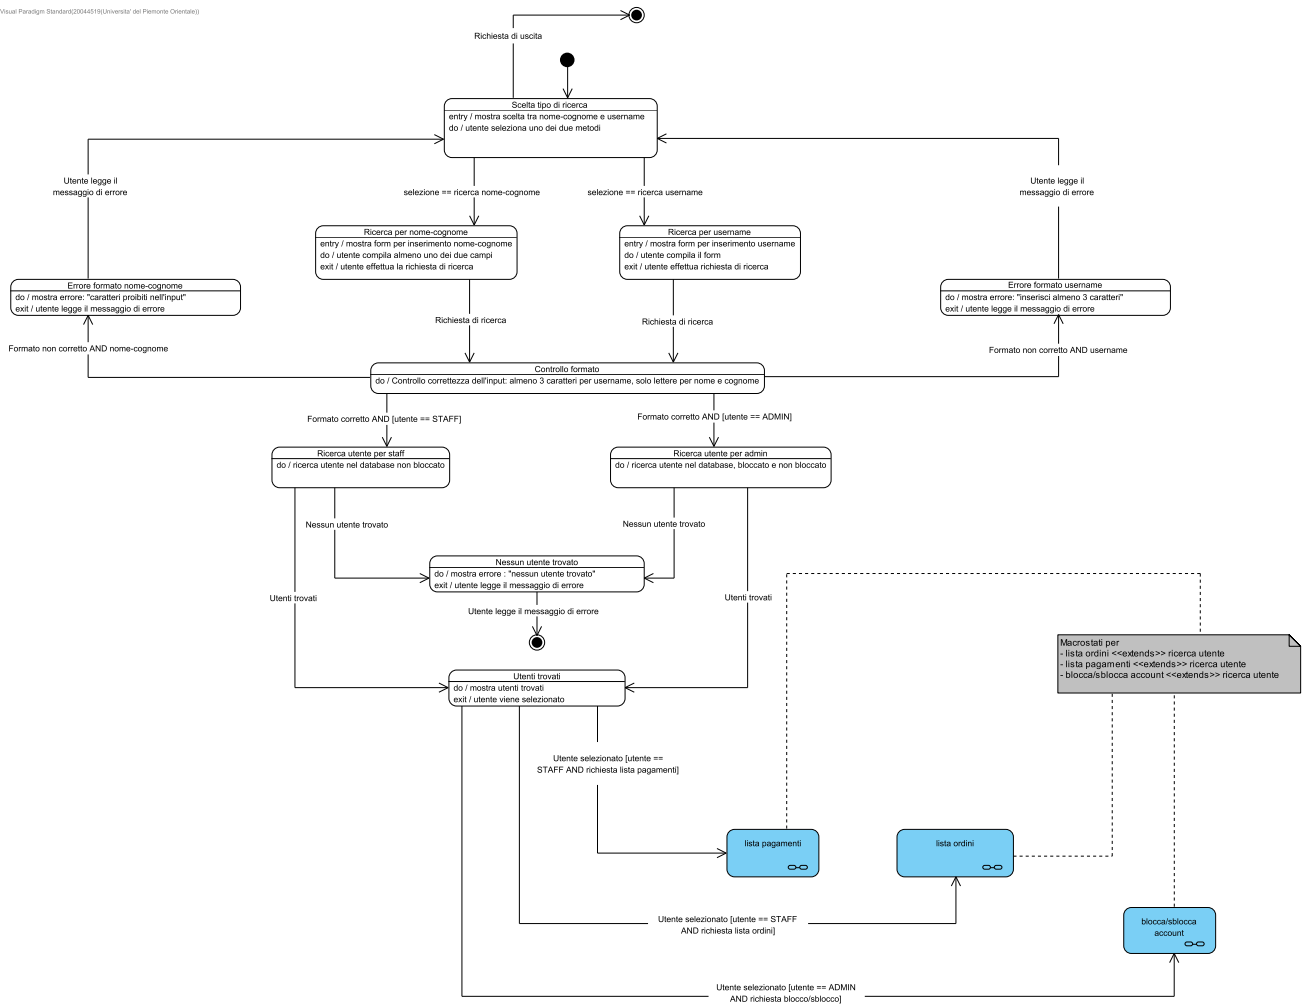 Visual Paradigm Standard(20044519(Universita' del Piemonte Orientale))
Richiesta di uscita
Scelta tipo di ricerca
entry / mostra scelta tra nome-cognome e username
do / utente seleziona uno dei due metodi
Utente legge il
messaggio di errore
selezione == ricerca nome-cognome
selezione == ricerca username
Utente legge il
messaggio di errore
Ricerca per nome-cognome
entry / mostra form per inserimento nome-cognome
do / utente compila almeno uno dei due campi
exit / utente effettua la richiesta di ricerca
Ricerca per username
entry / mostra form per inserimento username
do / utente compila il form
exit / utente effettua richiesta di ricerca
Errore formato nome-cognome
do / mostra errore: "caratteri proibiti nell'input"
exit / utente legge il messaggio di errore
Errore formato username
do / mostra errore: "inserisci almeno 3 caratteri"
exit / utente legge il messaggio di errore
Richiesta di ricerca
Richiesta di ricerca
Formato non corretto AND nome-cognome
Formato non corretto AND username
Controllo formato
do / Controllo correttezza dell'input: almeno 3 caratteri per username, solo lettere per nome e cognome
Formato corretto AND [utente == STAFF]
Formato corretto AND [utente == ADMIN]
Ricerca utente per staff
do / ricerca utente nel database non bloccato
Ricerca utente per admin
do / ricerca utente nel database, bloccato e non bloccato
Nessun utente trovato
Nessun utente trovato
Nessun utente trovato
do / mostra errore : "nessun utente trovato"
exit / utente legge il messaggio di errore
Utenti trovati
Utenti trovati
Utente legge il messaggio di errore
Macrostati per
- lista ordini <<extends>> ricerca utente
- lista pagamenti <<extends>> ricerca utente
- blocca/sblocca account <<extends>> ricerca utente
Utenti trovati
do / mostra utenti trovati
exit / utente viene selezionato
Utente selezionato [utente ==
STAFF AND richiesta lista pagamenti]
lista pagamenti
lista ordini
Utente selezionato [utente == STAFF
AND richiesta lista ordini]
blocca/sblocca
account
Utente selezionato [utente == ADMIN
AND richiesta blocco/sblocco]